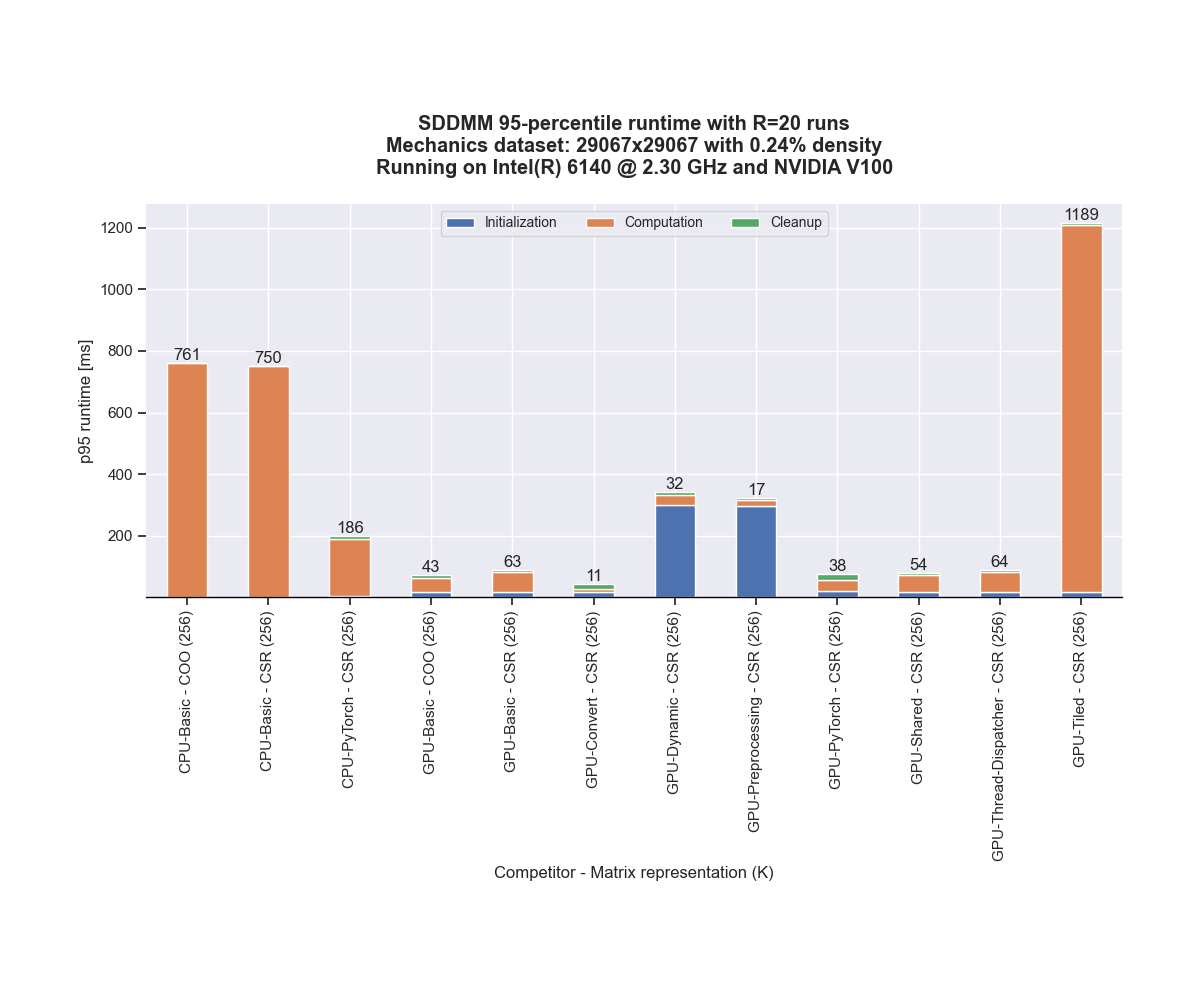 SDDMM 95-percentile runtime with R=20 runs
Mechanics dataset: 29067x29067 with 0.24% density
Running on Intel(R) 6140 @ 2.30 GHz and NVIDIA V100
Initialization Computation Cleanup
p95 runtime [ms]
1200
1000
800
600
400
200
761
750
186
43
63
11
32
17
38
54
64
1189
CPU-Basic - COO (256)
CPU-Basic - CSR (256)
CPU-PyTorch - CSR (256)
GPU-Basic - COO (256)
GPU-Basic - CSR (256)
GPU-Convert - CSR (256)
GPU-Dynamic - CSR (256)
GPU-Preprocessing - CSR (256)
GPU-PyTorch - CSR (256)
GPU-Shared - CSR (256)
GPU-Thread-Dispatcher - CSR (256)
GPU-Tiled - CSR (256)
Competitor - Matrix representation (K)